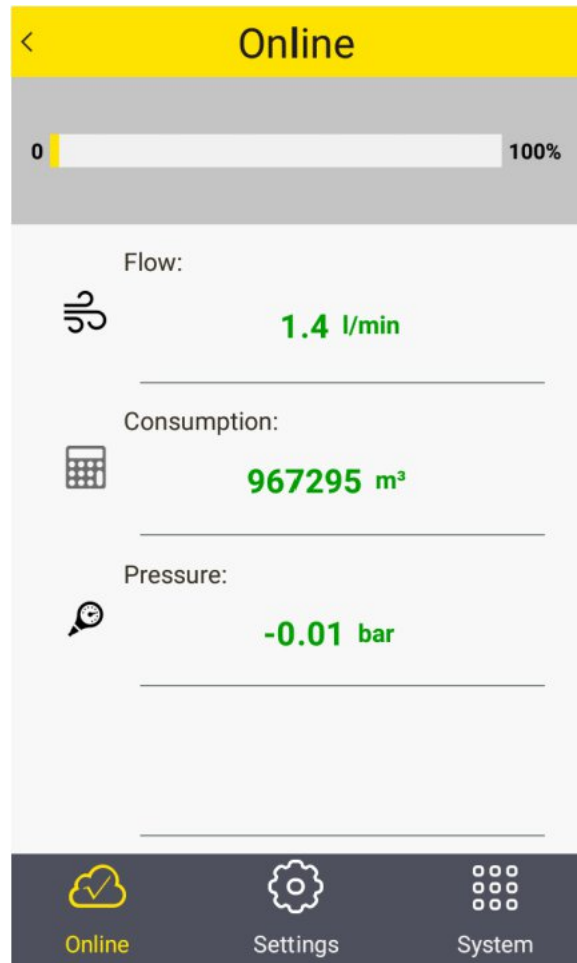 Online
0 100%
Flow:
1.4 l/min
Consumption:
967295 m³
Pressure:
-0.01 bar
Online Settings System